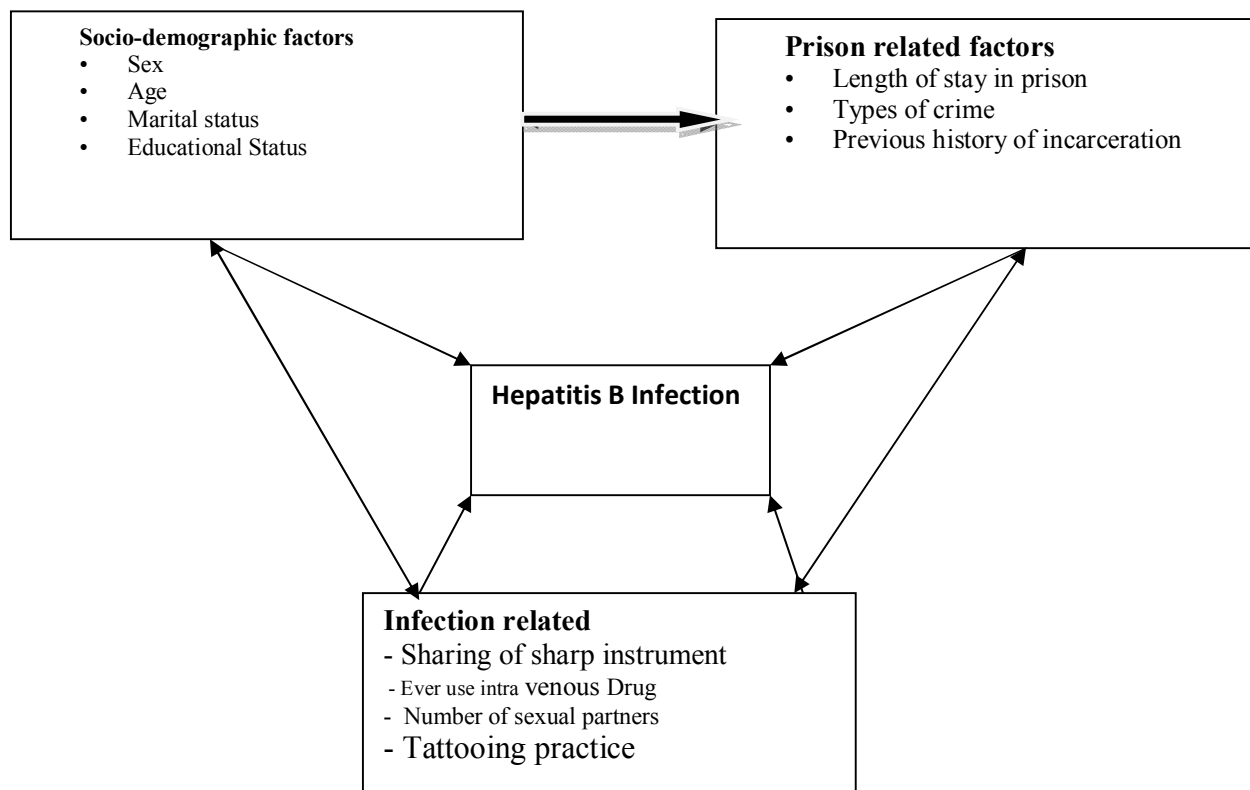 Socio-demographic factors
• Sex
• Age
• Marital status
• Educational Status
Prison related factors
• Length of stay in prison
• Types of crime
• Previous history of incarceration
Hepatitis B Infection
Infection related
- Sharing of sharp instrument
- Ever use intra venous Drug
- Number of sexual partners
- Tattooing practice